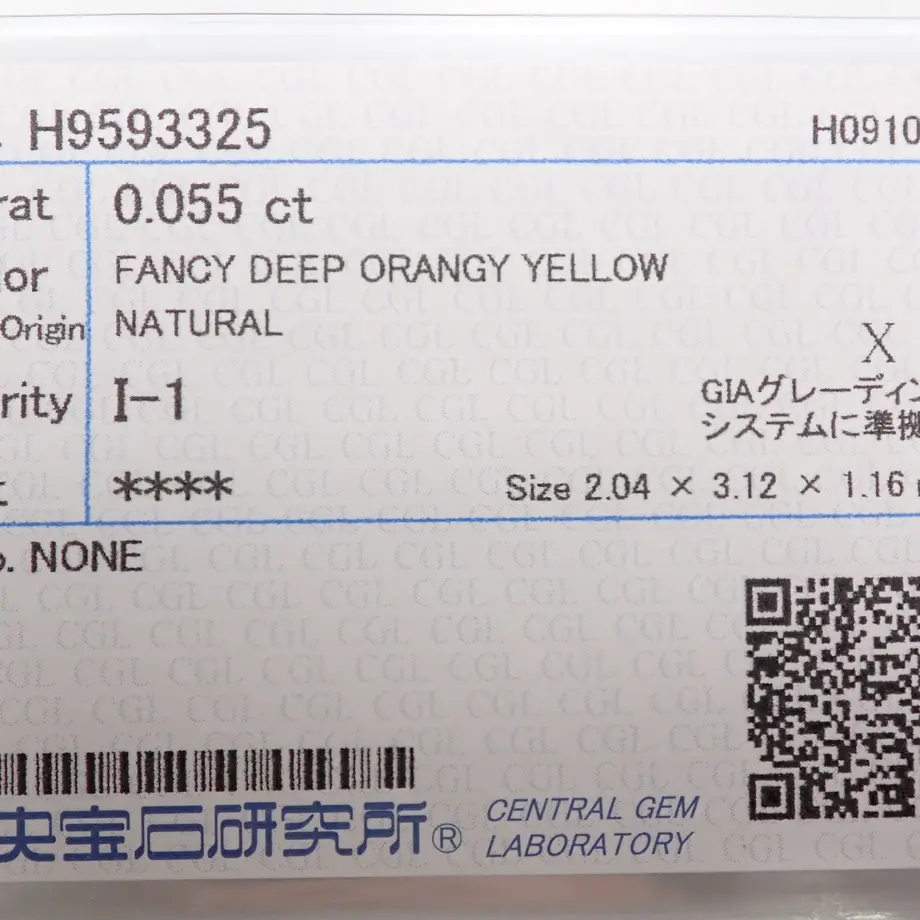 H9593325 H0910
rat 0.055 ct
lor FANCY DEEP ORANGY YELLOW
Origin NATURAL
X
rity I-1
GIAグレーディン
システムに準拠
****
Size 2.04 × 3.12 × 1.16
o. NONE
央宝石研究所®
CENTRAL GEM
LABORATORY